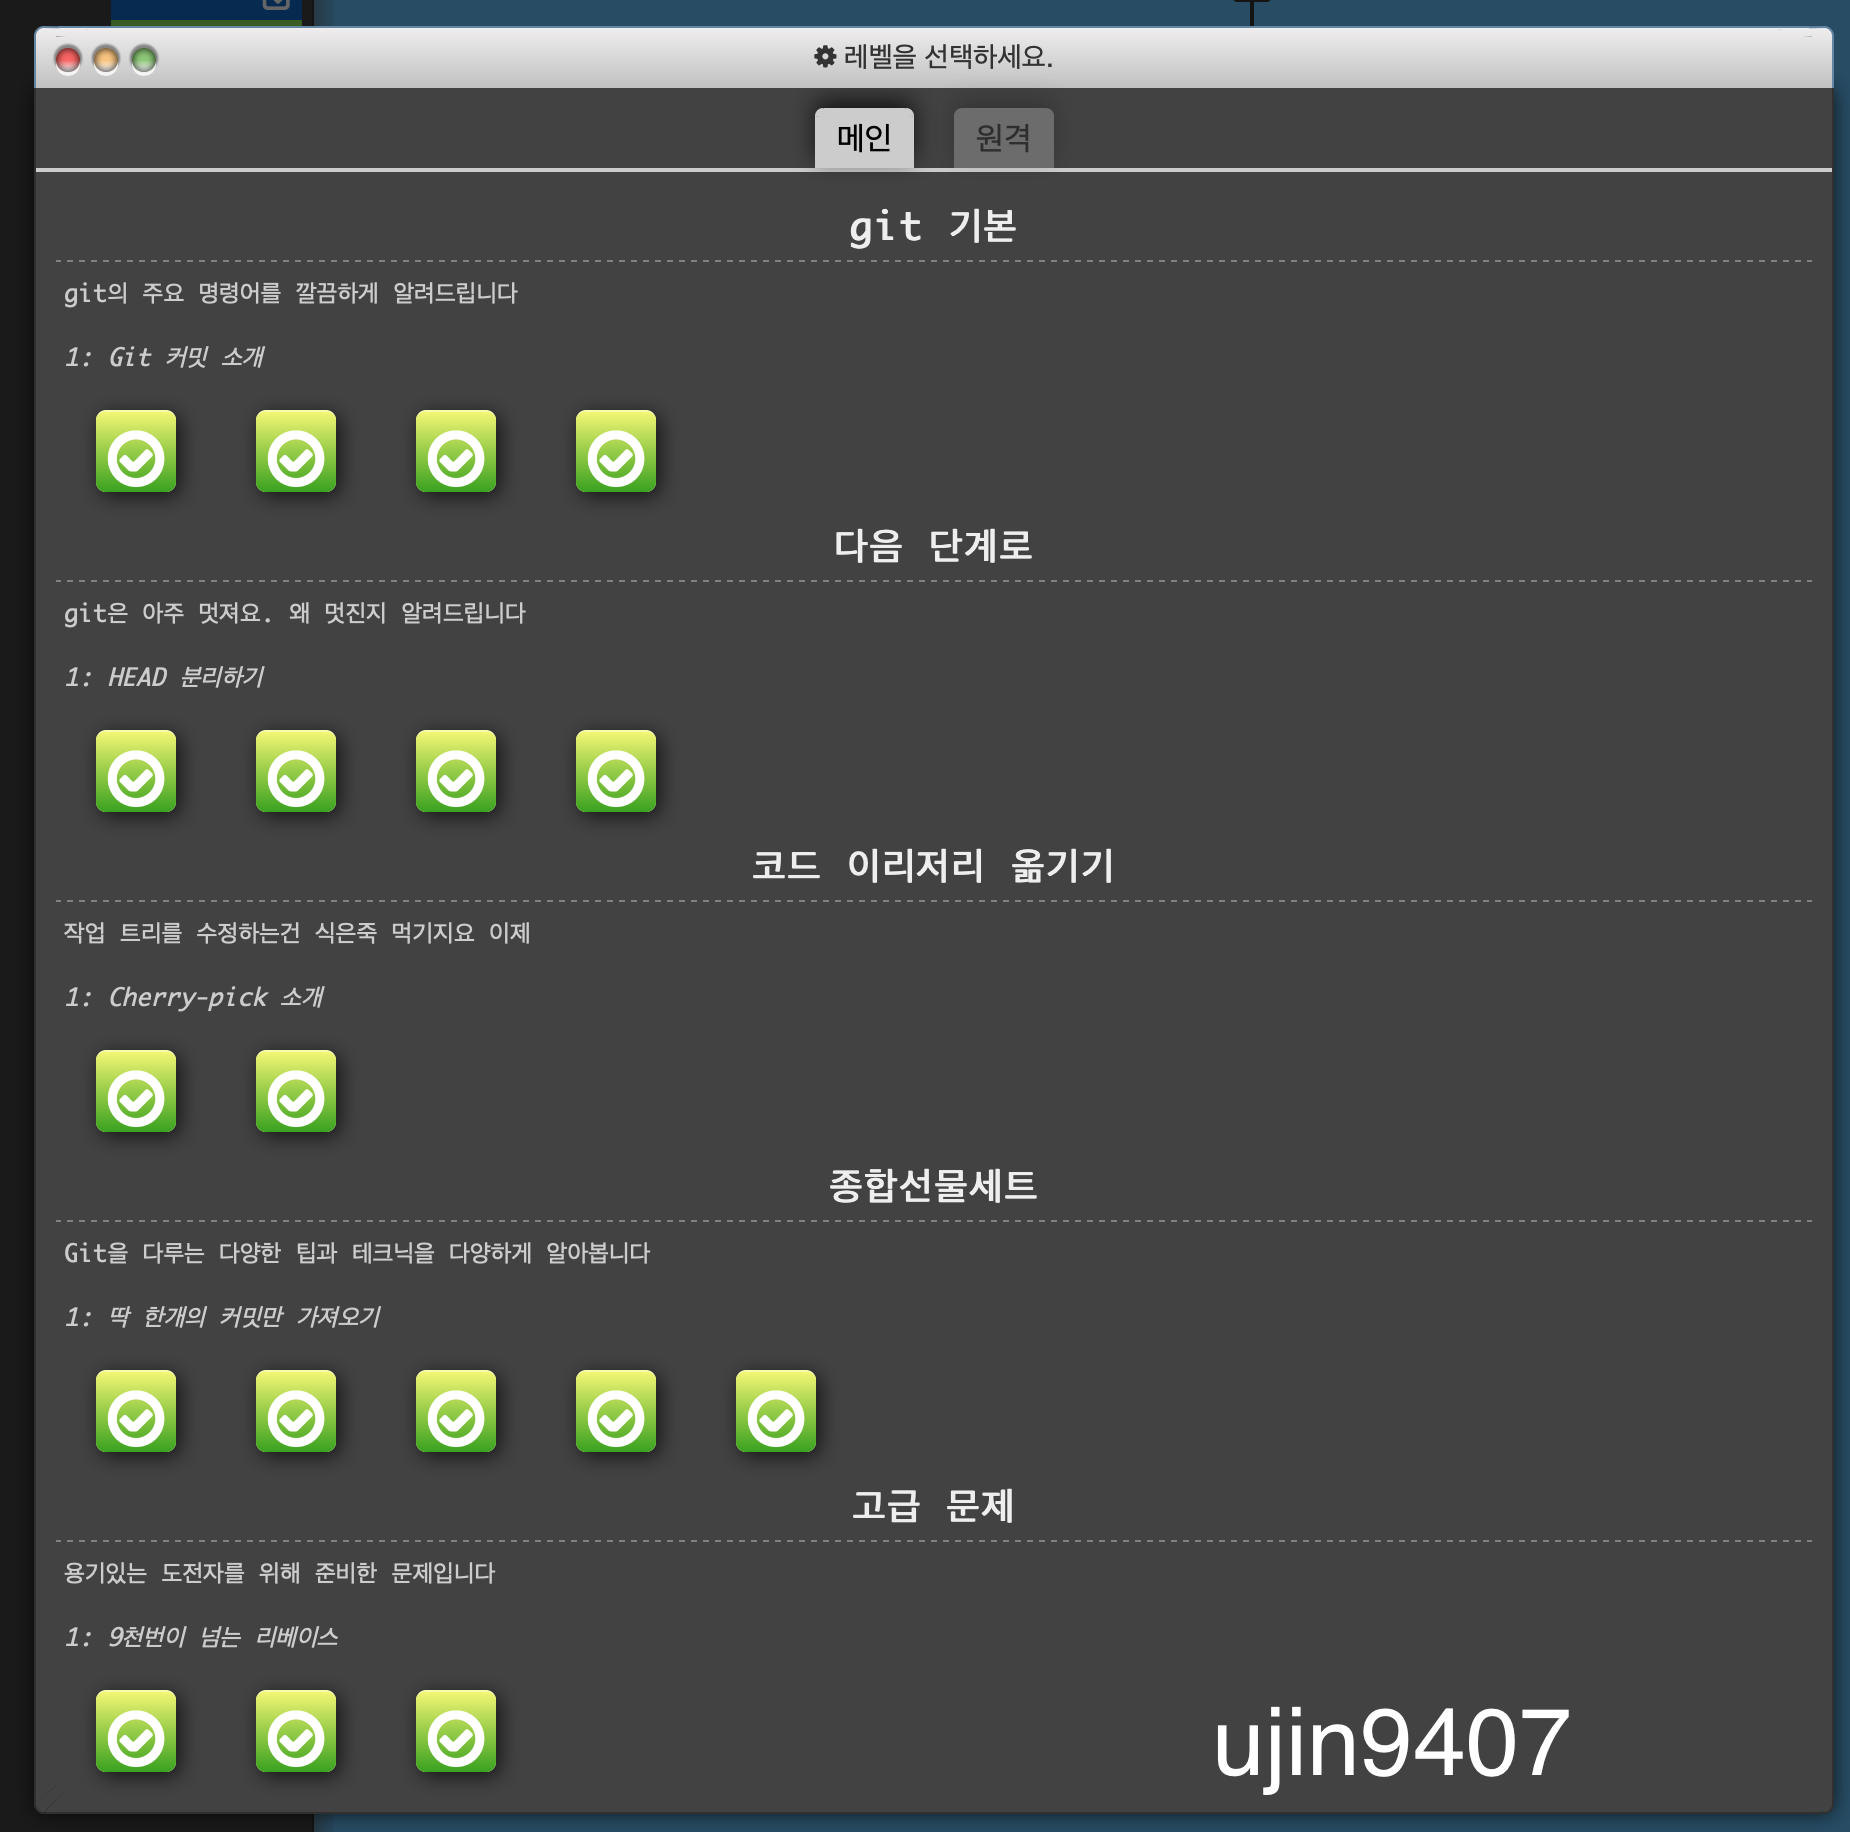 레벨을 선택하세요.
메인 원격
git 기본
git의 주요 명령어를 깔끔하게 알려드립니다
1: Git 커밋 소개
다음 단계로
git은 아주 멋져요. 왜 멋진지 알려드립니다
1: HEAD 분리하기
코드 이리저리 옮기기
작업 트리를 수정하는건 식은죽 먹기지요 이제
1: Cherry-pick 소개
종합선물세트
Git을 다루는 다양한 팁과 테크닉을 다양하게 알아봅니다
1: 딱 한개의 커밋만 가져오기
고급 문제
용기있는 도전자를 위해 준비한 문제입니다
1: 9천번이 넘는 리베이스
ujin9407